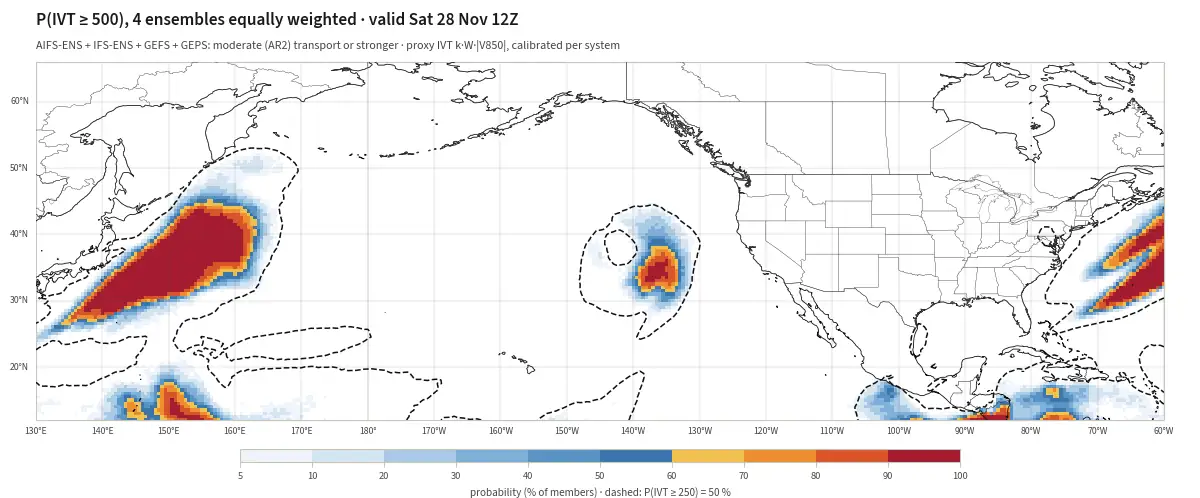 P(IVT ≥ 500), 4 ensembles equally weighted · valid Sat 28 Nov 12Z
AIFS-ENS + IFS-ENS + GEFS + GEPS: moderate (AR2) transport or stronger · proxy IVT k·W·|V850|, calibrated per system
60°N
50°N
40°N
30°N
20°N
130°E 140°E 150°E 160°E 170°E 180° 170°W 160°W 150°W 140°W 130°W 120°W 110°W 100°W 90°W 80°W 70°W 60°W
5 10 20 30 40 50 60 70 80 90 100
probability (% of members) · dashed: P(IVT ≥ 250) = 50 %